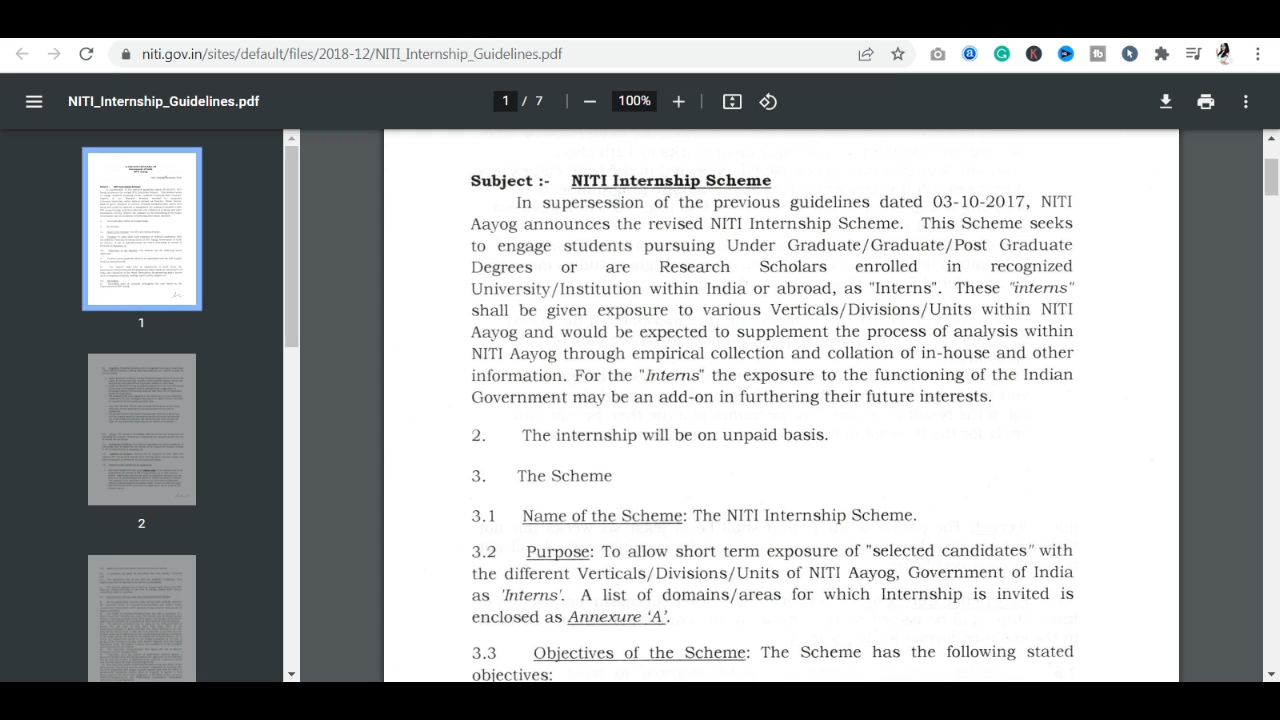 niti.gov.in/sites/default/files/2018-12/NITI_Internship_Guidelines.pdf
NITI_Internship_Guidelines.pdf
1 / 7
100%
1
2
Subject : NITI Internship Scheme
In supersession of the previous guideline dated 03-10-2017, NITI
Aayog announces the revised NITI Internship Scheme. This Scheme seeks
to engage students pursuing Under Graduate/Graduate/Post Graduate
Degrees or are Research Scholars enrolled in recognized
University/Institution within India or abroad, as "Interns". These "interns"
shall be given exposure to various Verticals/Divisions/Units within NITI
Aayog and would be expected to supplement the process of analysis within
NITI Aayog through empirical collection and collation of in-house and other
information. For the "Interns" the exposure to the functioning of the Indian
Government may be an add-on in furthering their future interests.
2. The internship will be on unpaid basis.
3. The Scheme
3.1 Name of the Scheme: The NITI Internship Scheme.
3.2 Purpose: To allow short term exposure of "selected candidates" with
the different Verticals/Divisions/Units of NITI Aayog, Government of India
as 'Interns'. A list of domains/areas for which Internship is invited is
enclosed as Annexure 'A'.
3.3 Objectives of the Scheme: The Scheme has the following stated
objectives: